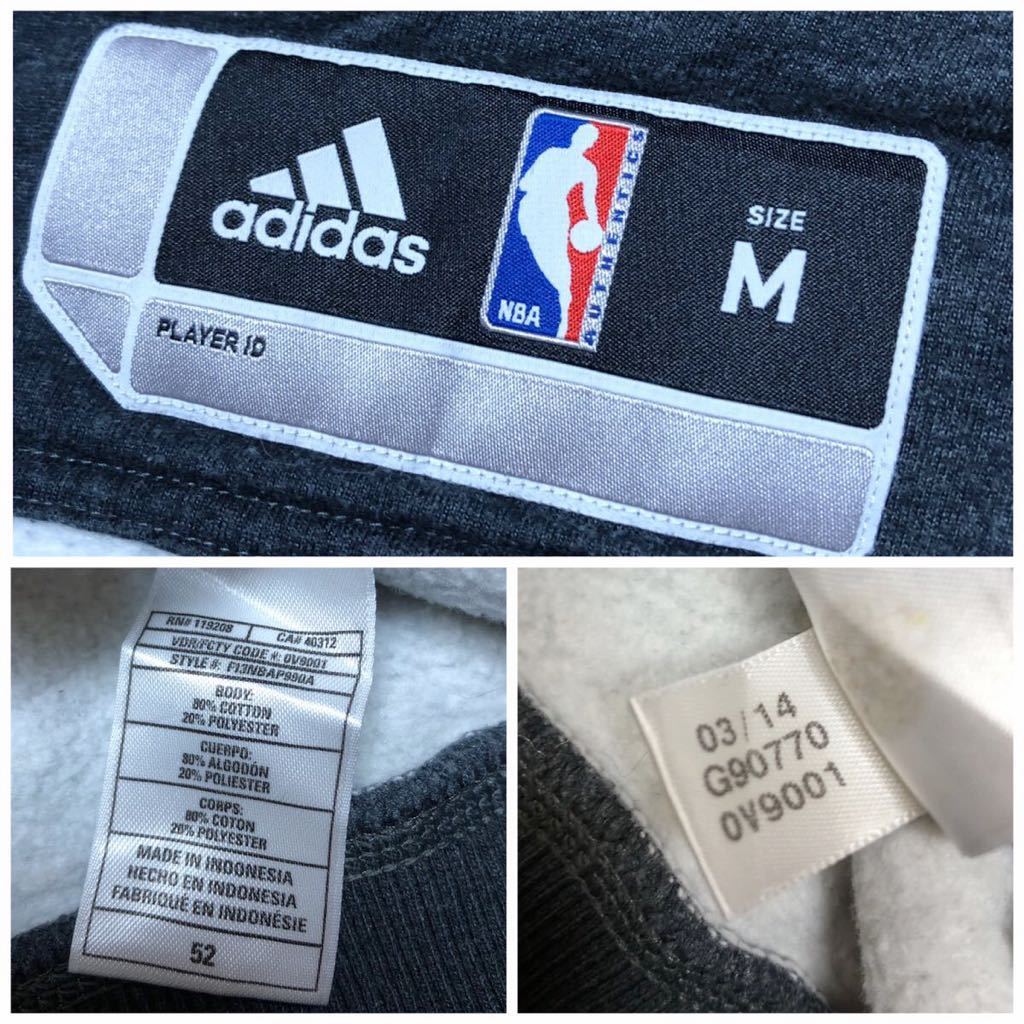 adidas
NBA
AUTHENTICS
SIZE
M
PLAYER ID
RN# 119208 CA# 40312
VDR/FCTY CODE #: 0V9001
STYLE #: F13NBAP990A
BODY:
80% COTTON
20% POLYESTER
CUERPO:
80% ALGODÓN
20% POLIESTER
CORPS:
80% COTON
20% POLYESTER
MADE IN INDONESIA
HECHO EN INDONESIA
FABRIQUÉ EN INDONÉSIE
52
03/14
G90770
0V9001